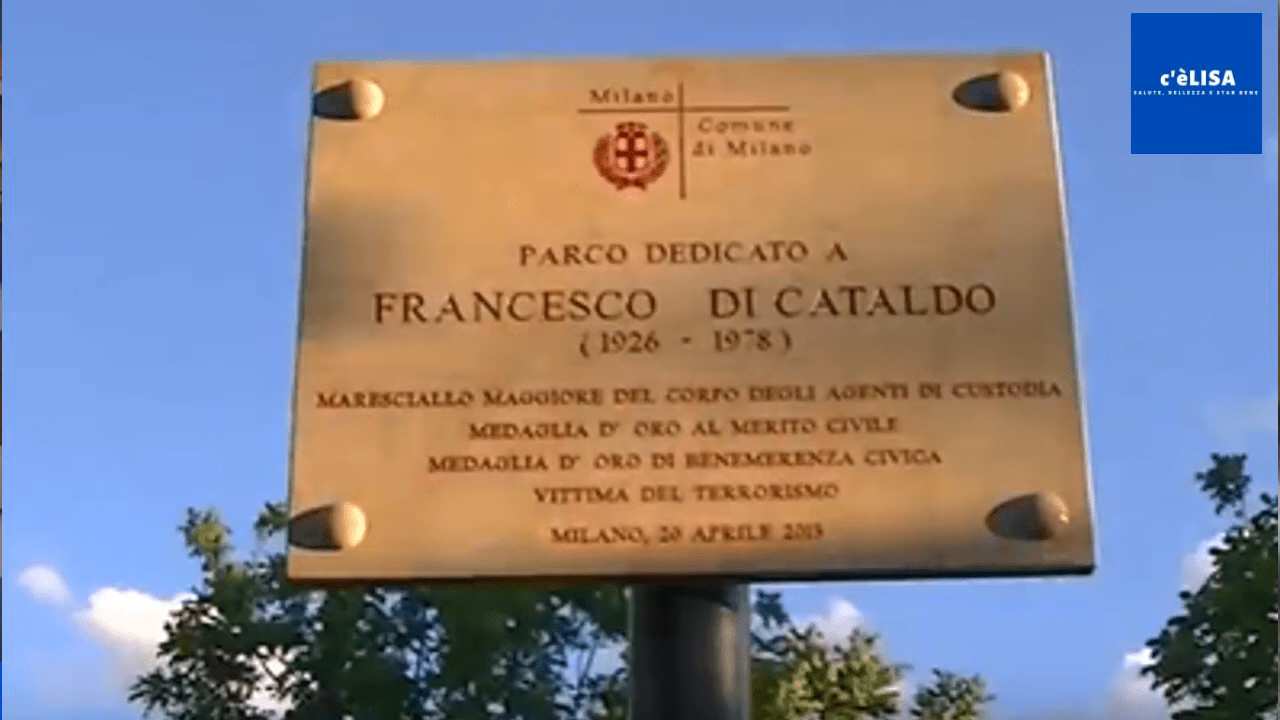 Milano
Comune
di Milano
PARCO DEDICATO A
FRANCESCO DI CATALDO
( 1926 - 1978 )
MARESCIALLO MAGGIORE DEL CORPO DEGLI AGENTI DI CUSTODIA
MEDAGLIA D' ORO AL MERITO CIVILE
MEDAGLIA D' ORO DI BENEMERENZA CIVICA
VITTIMA DEL TERRORISMO
MILANO, 20 APRILE 2015
c'èLISA
SALUTE, BELLEZZA E STAR BENE